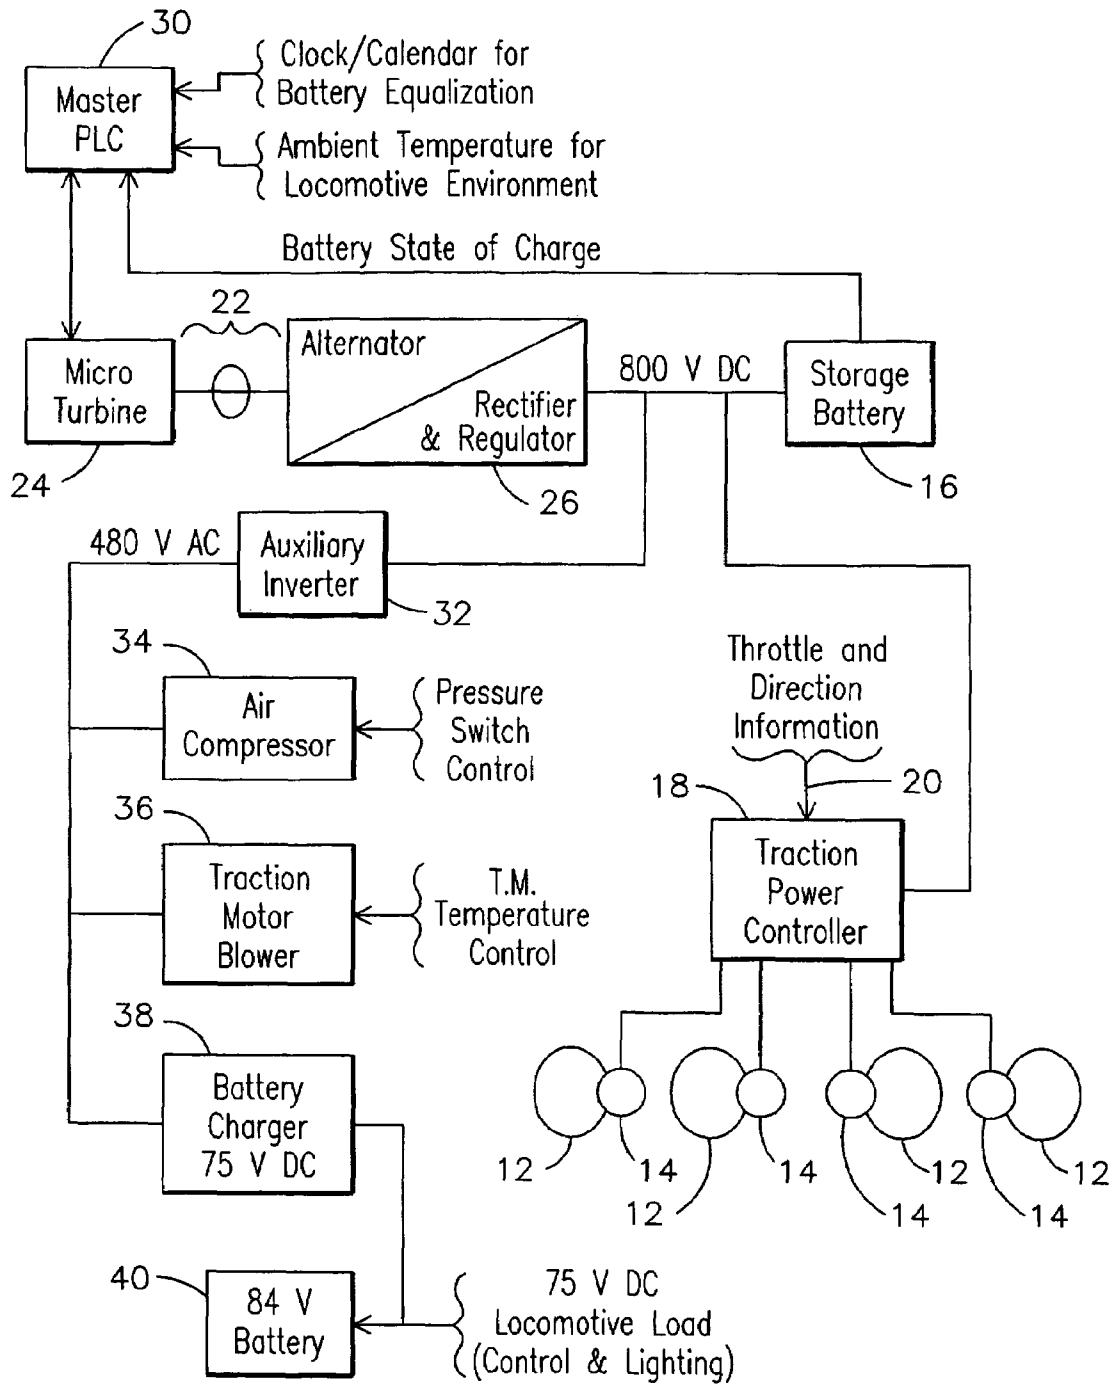 30
Clock/Calendar for
Battery Equalization
Master
PLC
Ambient Temperature for
Locomotive Environment
Battery State of Charge
22
Micro
Turbine
24
Alternator
Rectifier
& Regulator
26
800 V DC
Storage
Battery
16
480 V AC
Auxiliary
Inverter
32
34
Air
Compressor
Pressure
Switch
Control
Throttle and
Direction
Information
20
18
Traction
Power
Controller
36
Traction
Motor
Blower
T.M.
Temperature
Control
38
Battery
Charger
75 V DC
12
14
12
14
14
12
14
12
40
84 V
Battery
75 V DC
Locomotive Load
(Control & Lighting)